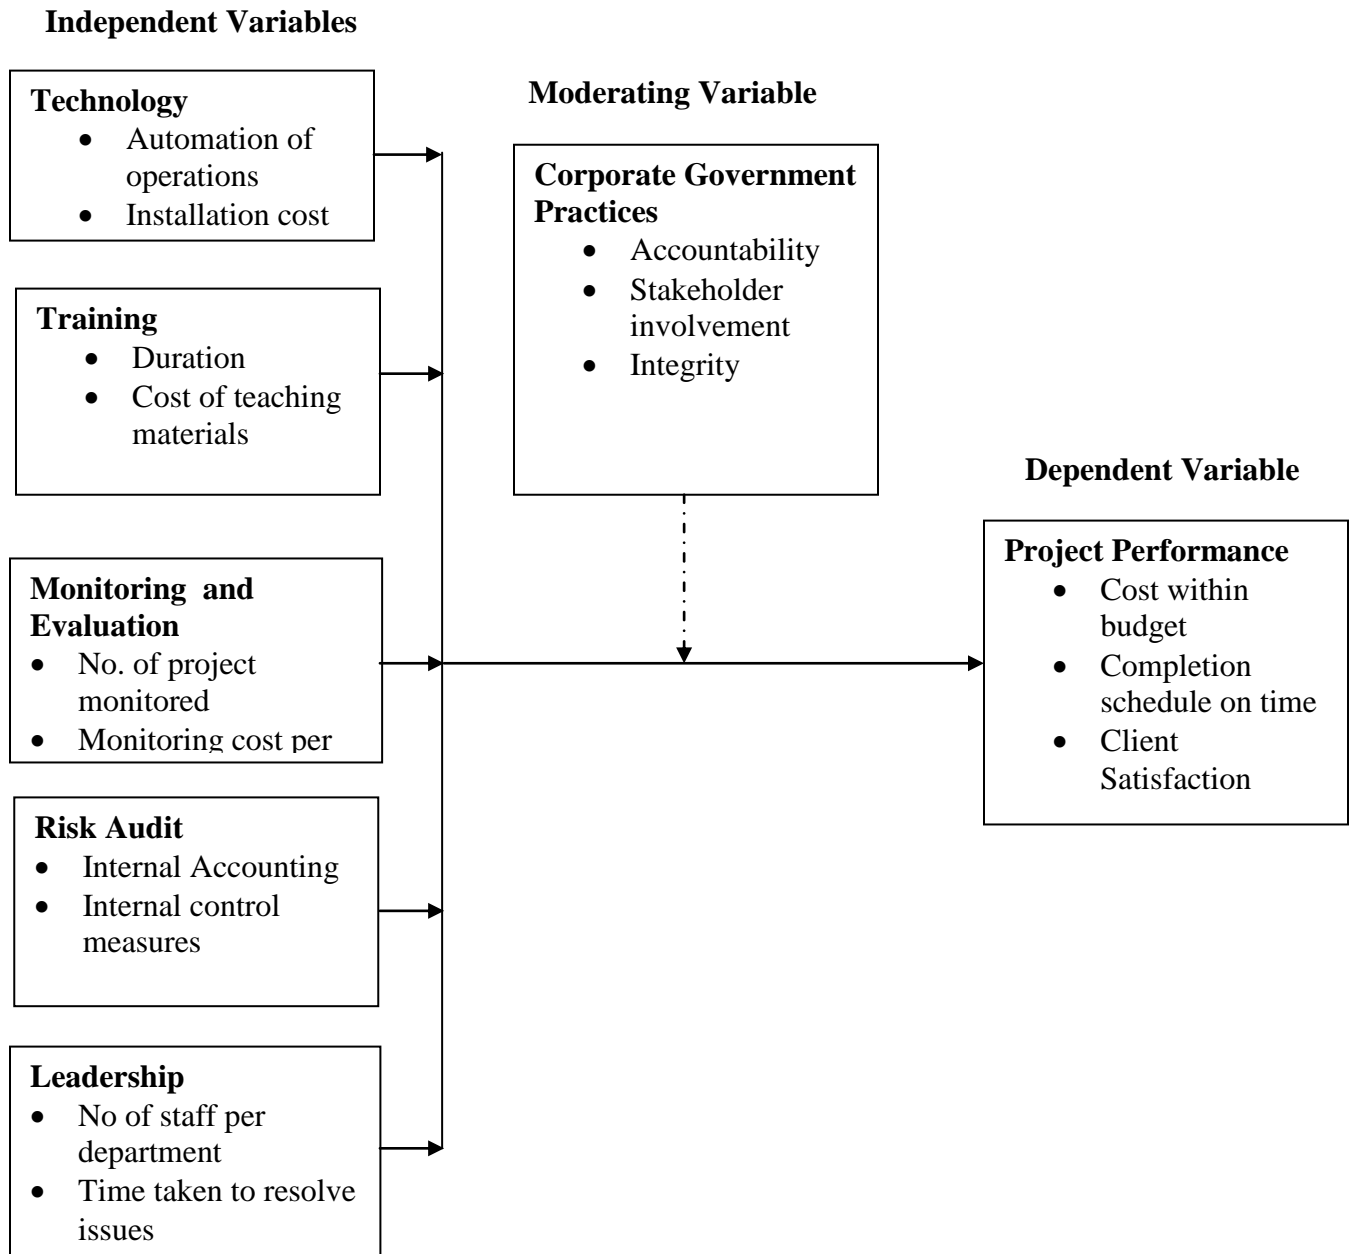 Independent Variables
Technology
• Automation of
operations
• Installation cost
Training
• Duration
• Cost of teaching
materials
Monitoring and
Evaluation
• No. of project
monitored
• Monitoring cost per
Risk Audit
• Internal Accounting
• Internal control
measures
Leadership
• No of staff per
department
• Time taken to resolve
issues
Moderating Variable
Corporate Government
Practices
• Accountability
• Stakeholder
involvement
• Integrity
Dependent Variable
Project Performance
• Cost within
budget
• Completion
schedule on time
• Client
Satisfaction